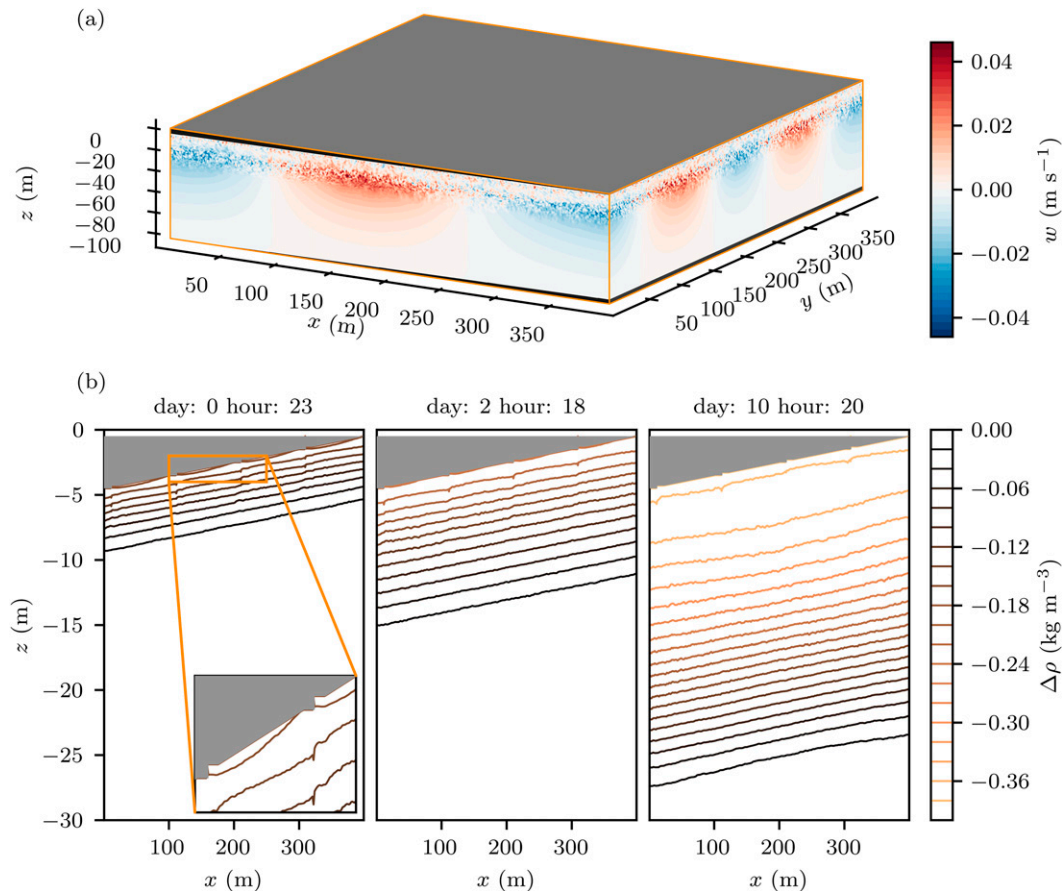 (a)
z (m)
0
−20
−40
−60
−80
−100
50
100
150
200
250
300
350
x (m)
50
100
150
200
250
300
350
y (m)
0.04
0.02
0.00
−0.02
−0.04
w (m s⁻¹)
(b)
day: 0 hour: 23
day: 2 hour: 18
day: 10 hour: 20
z (m)
0
−5
−10
−15
−20
−25
−30
100 200 300
100 200 300
100 200 300
x (m)
x (m)
x (m)
0.00
−0.06
−0.12
−0.18
−0.24
−0.30
−0.36
Δρ (kg m⁻³)